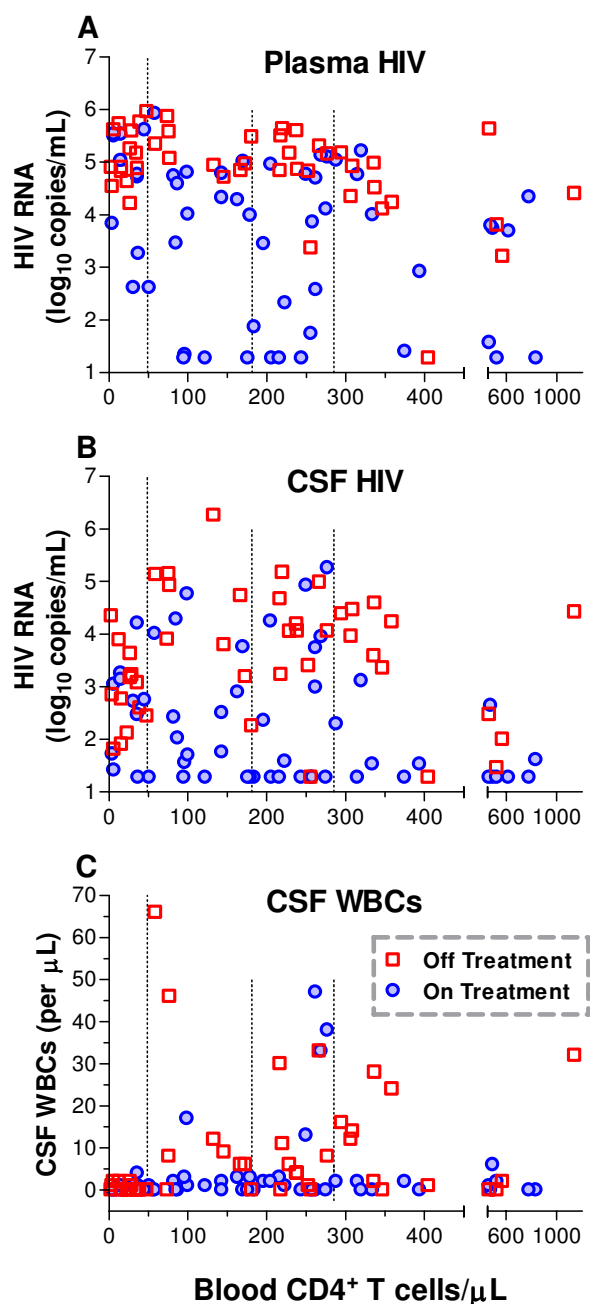 A
Plasma HIV
HIV RNA
(log₁₀ copies/mL)
7
6
5
4
3
2
1
0 100 200 300 400 600 1000
B
CSF HIV
HIV RNA
(log₁₀ copies/mL)
7
6
5
4
3
2
1
0 100 200 300 400 600 1000
C
CSF WBCs
CSF WBCs (per µL)
70
60
50
40
30
20
10
0
Off Treatment
On Treatment
0 100 200 300 400 600 1000
Blood CD4⁺ T cells/µL